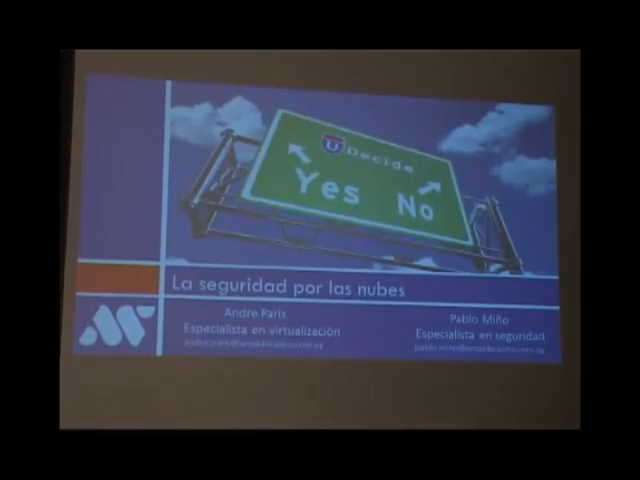 U Decide
Yes No
La seguridad por las nubes
Andre Paris
Especialista en virtualización
Pablo Miño
Especialista en seguridad